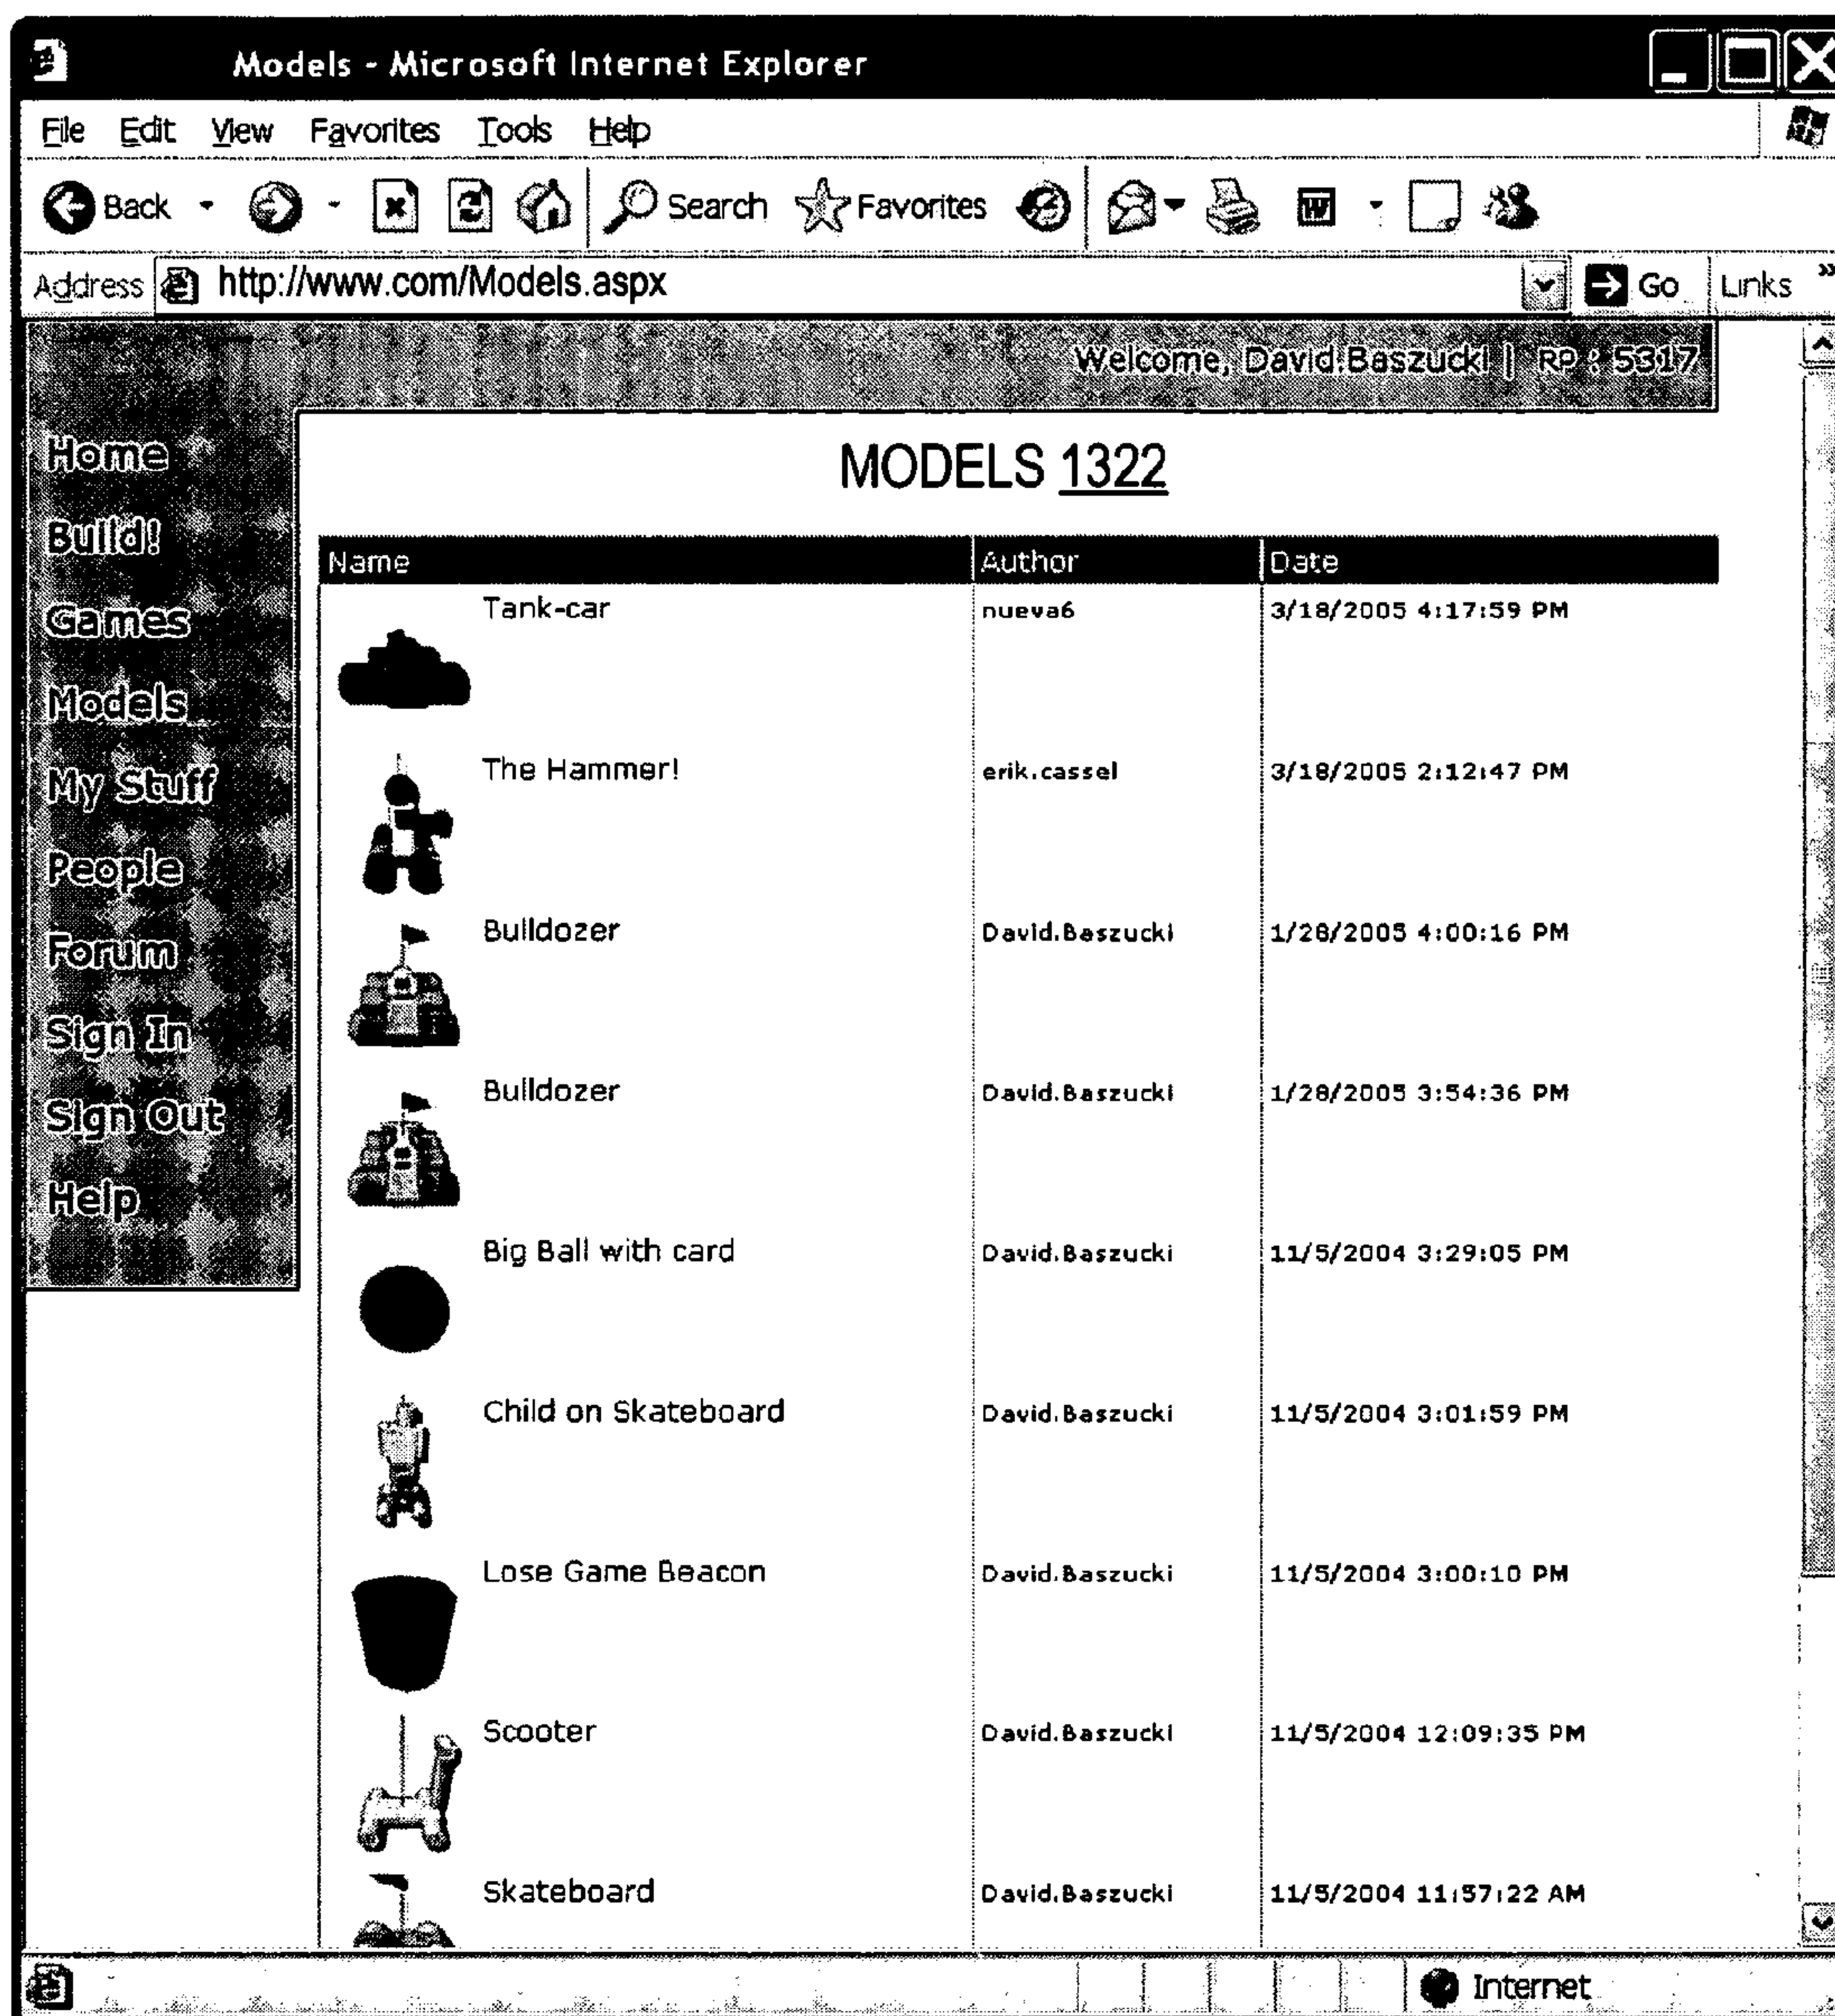 Models - Microsoft Internet Explorer
File Edit View Favorites Tools Help
Back Search Favorites
Address http://www.com/Models.aspx Go Links »
Welcome, David.Baszucki | RP : 5317
Home
Build!
Games
Models
My Stuff
People
Forum
Sign In
Sign Out
Help
MODELS 1322
Name Author Date
Tank-car nueva6 3/18/2005 4:17:59 PM
The Hammer! erik.cassel 3/18/2005 2:12:47 PM
Bulldozer David.Baszucki 1/28/2005 4:00:16 PM
Bulldozer David.Baszucki 1/28/2005 3:54:36 PM
Big Ball with card David.Baszucki 11/5/2004 3:29:05 PM
Child on Skateboard David.Baszucki 11/5/2004 3:01:59 PM
Lose Game Beacon David.Baszucki 11/5/2004 3:00:10 PM
Scooter David.Baszucki 11/5/2004 12:09:35 PM
Skateboard David.Baszucki 11/5/2004 11:57:22 AM
Internet